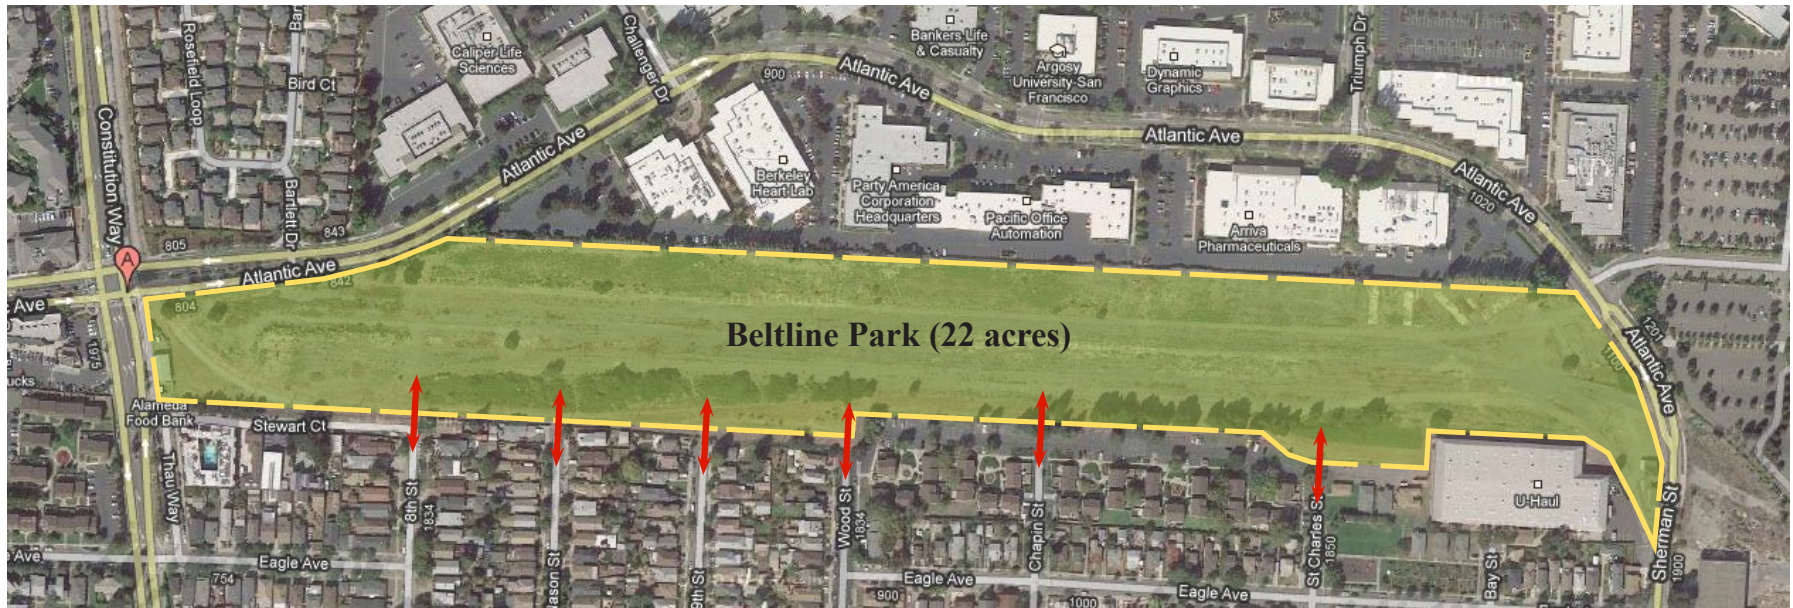 Rosefield Loop
Bird Ct
Bartlett Dr
Constitution Way
Caliper Life
Sciences
Challenger Dr
900
Atlantic Ave
Bankers Life
& Casualty
Argosy
University-San
Francisco
Dynamic
Graphics
Triumph Dr
Atlantic Ave
Atlantic Ave
Atlantic Ave
1020
Berkeley
Heart Lab
Party America
Corporation
Headquarters
Pacific Office
Automation
Arriva
Pharmaceuticals
805
843
A
Atlantic Ave
842
804
Ave
1975
Beltline Park (22 acres)
1201
1100
Atlantic Ave
ucks
Alameda
Food Bank
Stewart Ct
Thau Way
8th St
1834
Nason St
9th St
Wood St
1834
Chapin St
St Charles St
1850
U-Haul
Bay St
Sherman St
1900
Eagle Ave
754
Eagle Ave
900
1000
Eagle Ave